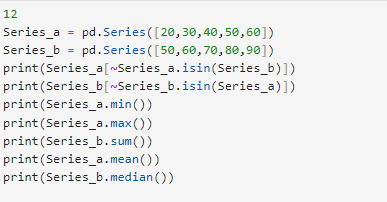 12
Series_a = pd.Series([20,30,40,50,60])
Series_b = pd.Series([50,60,70,80,90])
print(Series_a[~Series_a.isin(Series_b)])
print(Series_b[~Series_b.isin(Series_a)])
print(Series_a.min())
print(Series_a.max())
print(Series_b.sum())
print(Series_a.mean())
print(Series_b.median())